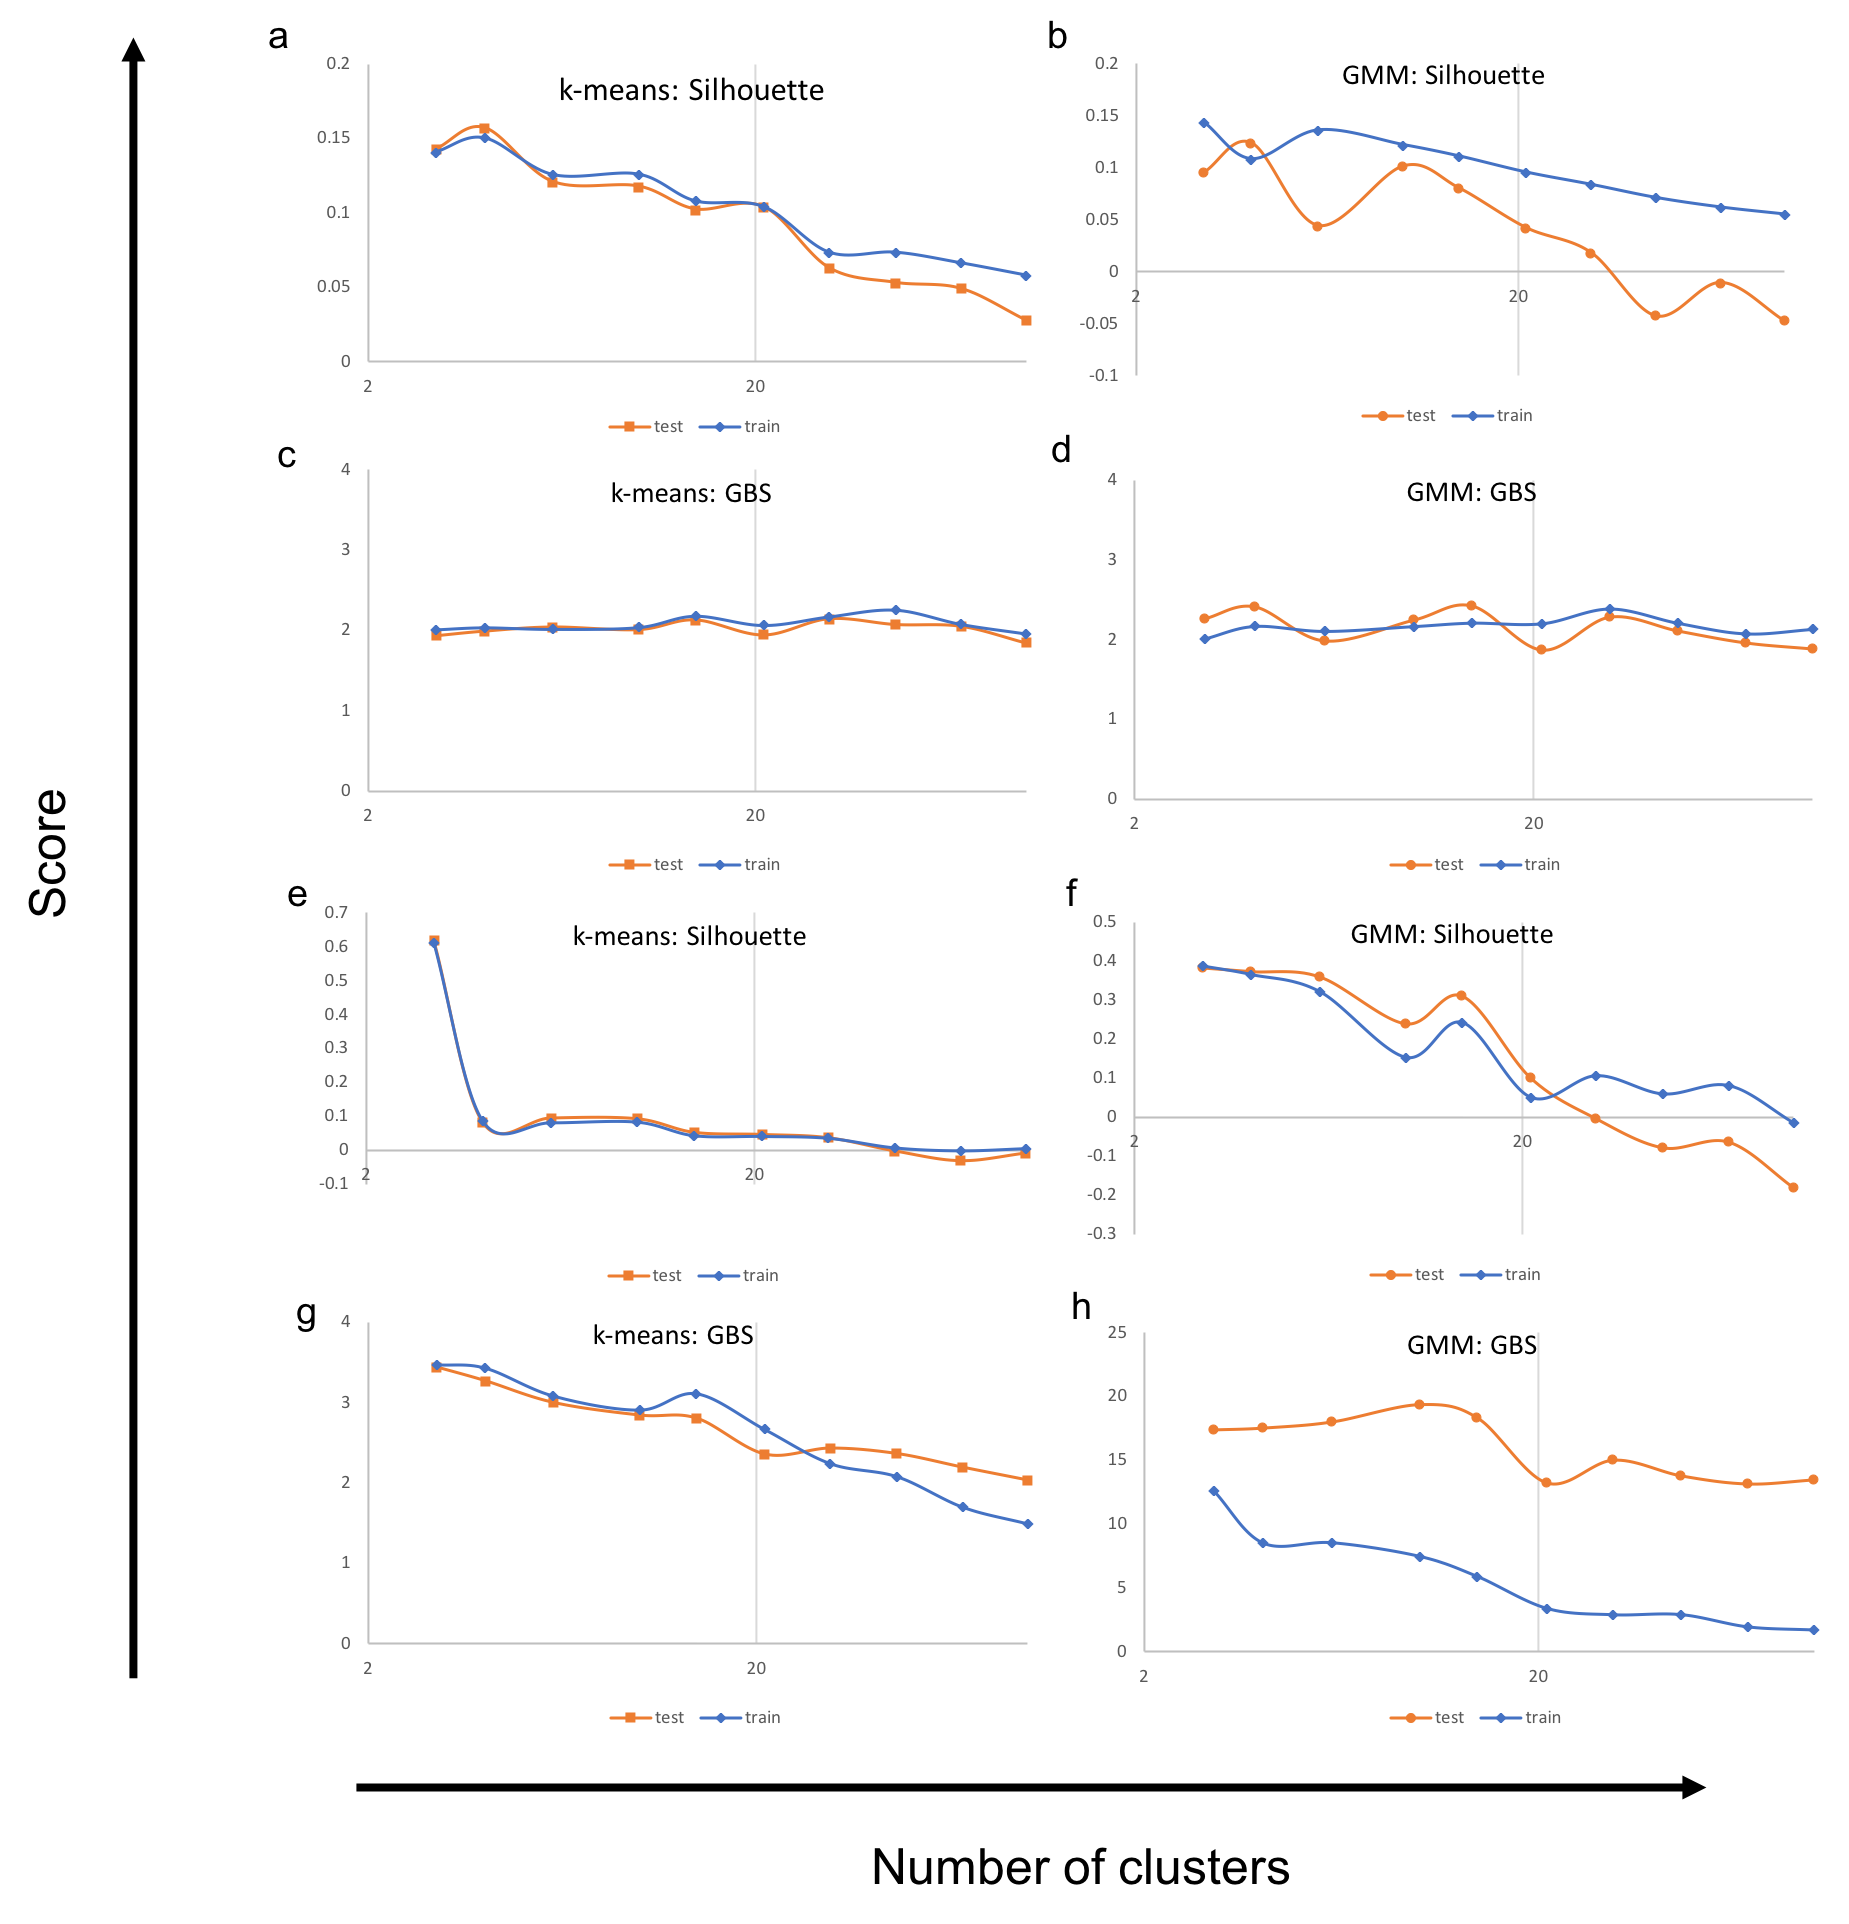 a
k-means: Silhouette
0.2
0.15
0.1
0.05
0
2
20
test
train
b
GMM: Silhouette
0.2
0.15
0.1
0.05
0
-0.05
-0.1
2
20
test
train
c
k-means: GBS
4
3
2
1
0
2
20
test
train
d
GMM: GBS
4
3
2
1
0
2
20
test
train
e
k-means: Silhouette
0.7
0.6
0.5
0.4
0.3
0.2
0.1
0
-0.1
2
20
test
train
f
GMM: Silhouette
0.5
0.4
0.3
0.2
0.1
0
-0.1
-0.2
-0.3
2
20
test
train
g
k-means: GBS
4
3
2
1
0
2
20
test
train
h
GMM: GBS
25
20
15
10
5
0
2
20
test
train
Score
Number of clusters